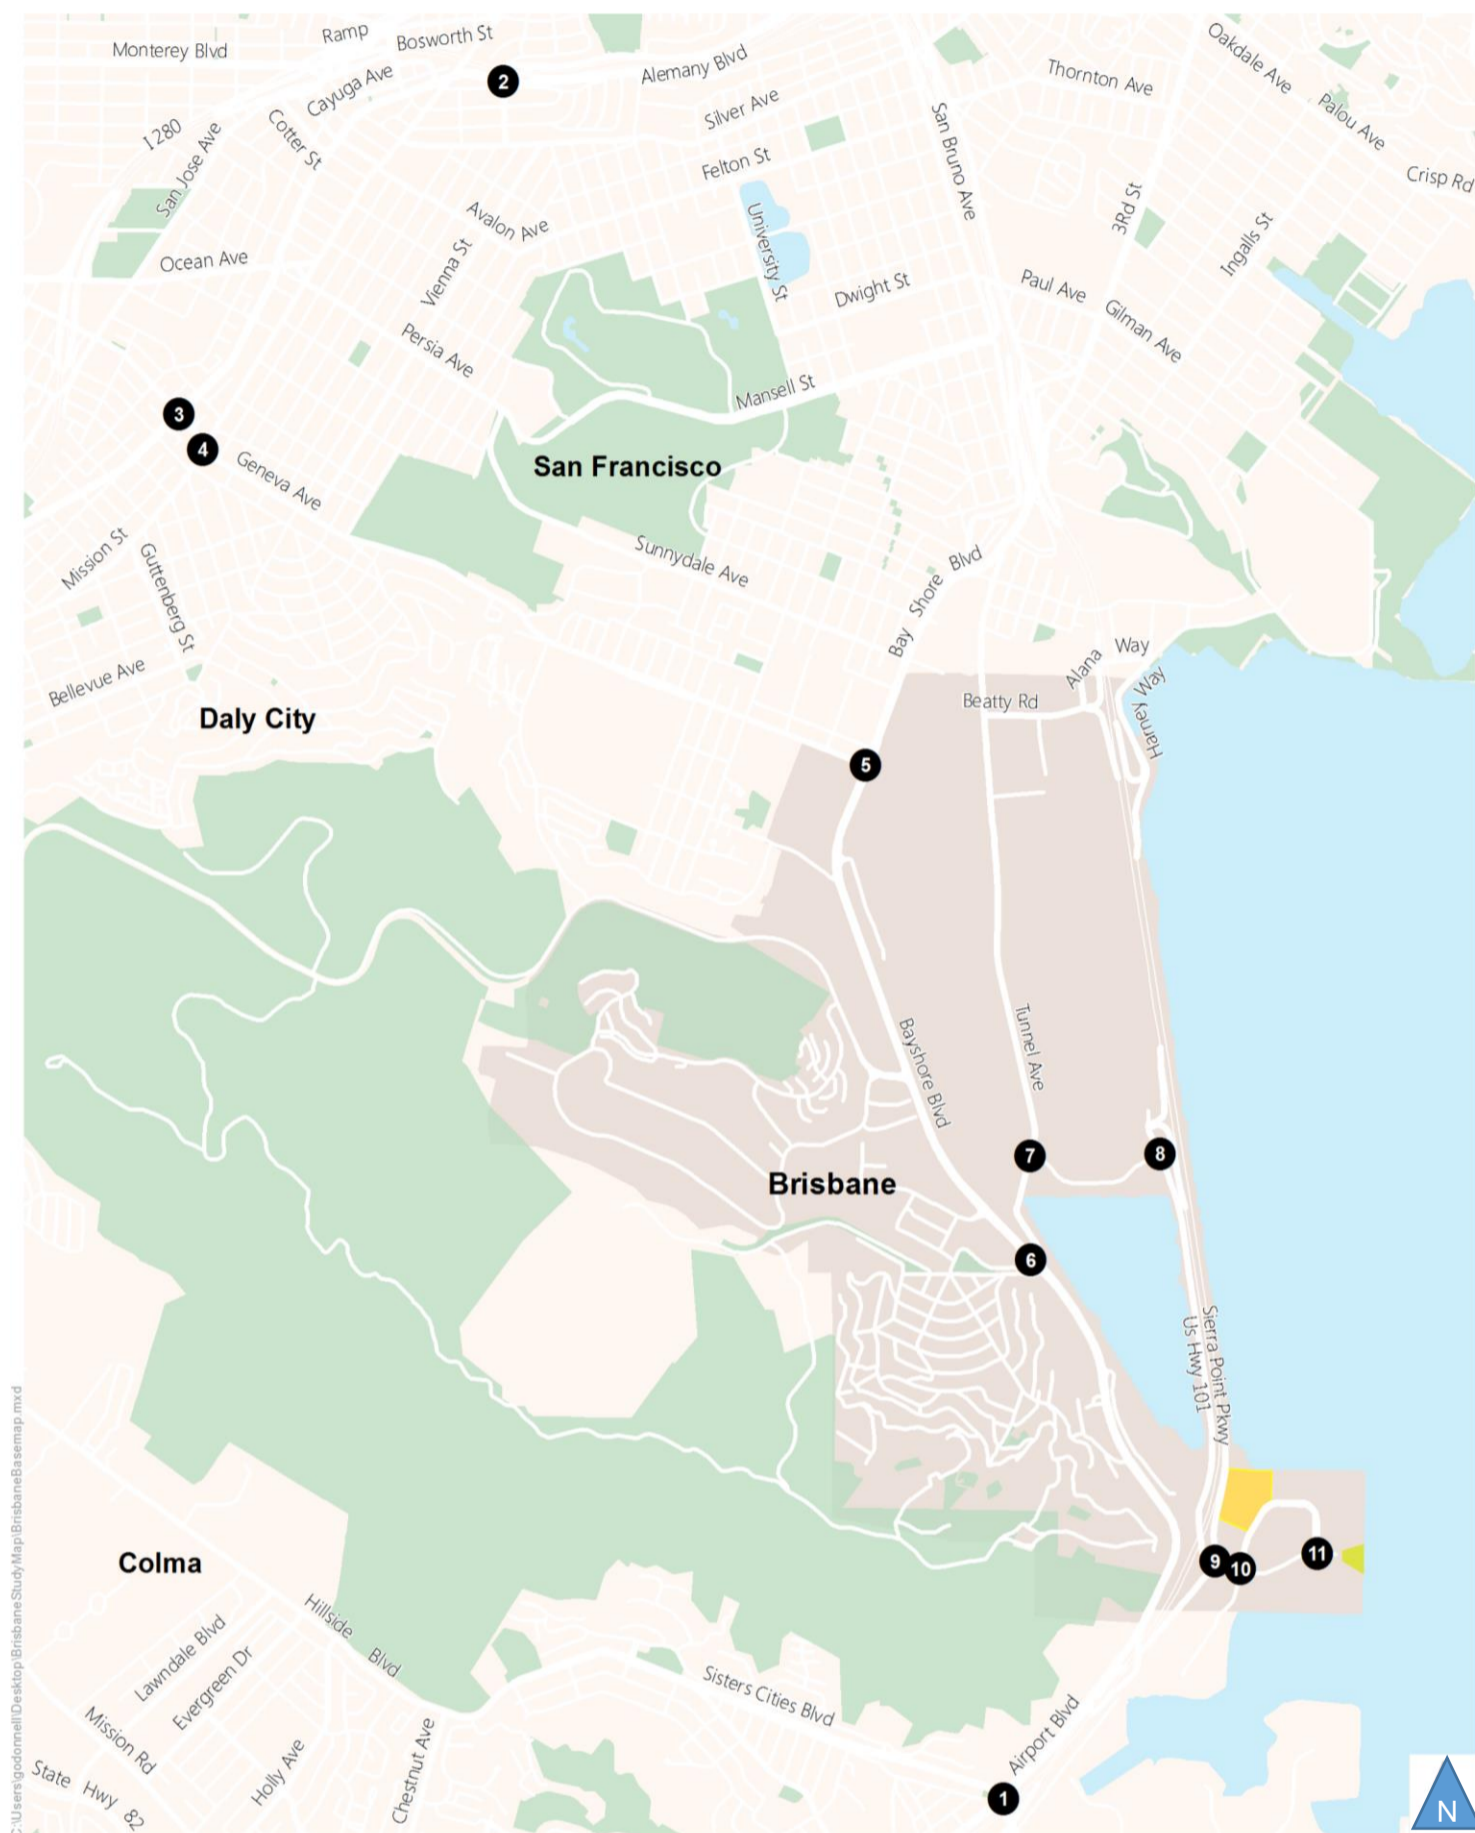 Monterey Blvd
Ramp
Bosworth St
Cayuga Ave
2
Alemany Blvd
Silver Ave
Felton St
Thornton Ave
Oakdale Ave
Palou Ave
Crisp Rd
I 280
San Jose Ave
Cotter St
San Bruno Ave
3Rd St
Ingalls St
Avalon Ave
Vienna St
University St
Ocean Ave
Dwight St
Paul Ave
Gilman Ave
Persia Ave
Mansell St
3
4
Geneva Ave
San Francisco
Sunnydale Ave
Bay Shore Blvd
Mission St
Guttenberg St
Bellevue Ave
Daly City
Alana Way
Beatty Rd
Harney Way
5
Bayshore Blvd
Tunnel Ave
7
8
Brisbane
6
Sierra Point Pkwy
Us Hwy 101
9
10
11
Colma
Hillside Blvd
Lawndale Blvd
Evergreen Dr
Mission Rd
Holly Ave
Chestnut Ave
State Hwy 82
Sisters Cities Blvd
Airport Blvd
1
N
C:\Users\godonnell\Desktop\BrisbaneStudyMap\BrisbaneBasemap.mxd